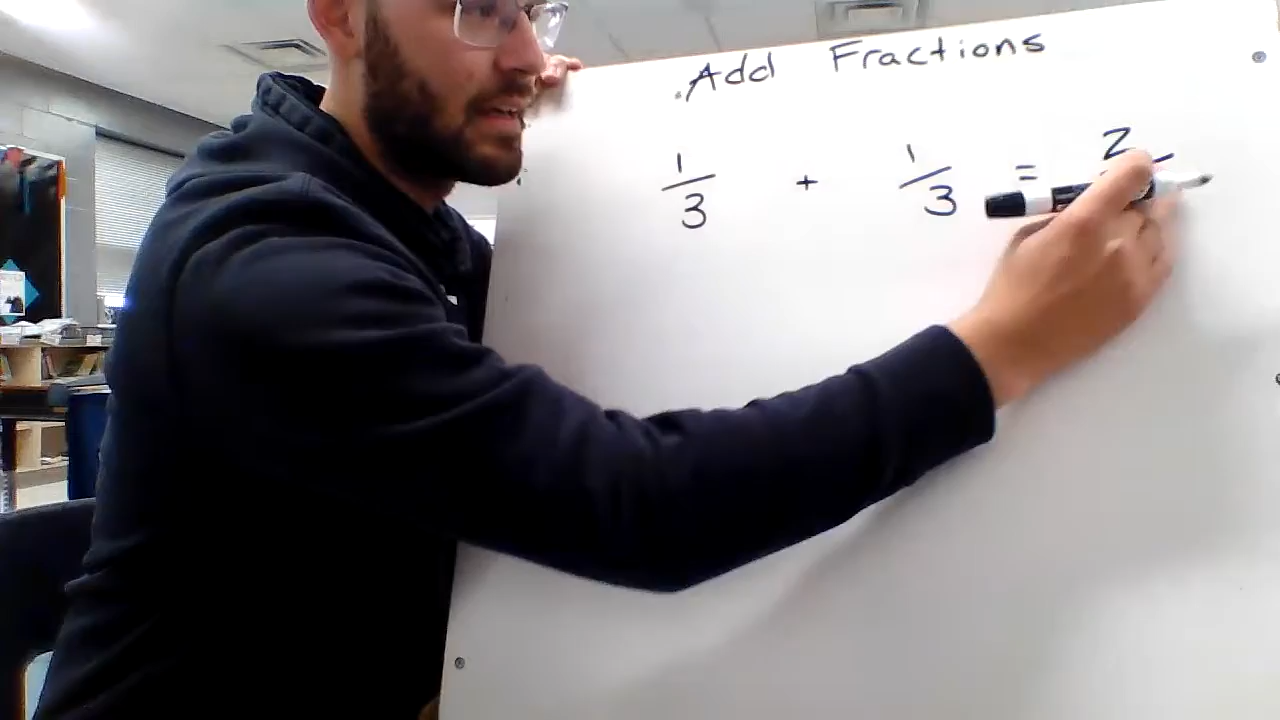 Add Fractions
1/3 + 1/3 = 2